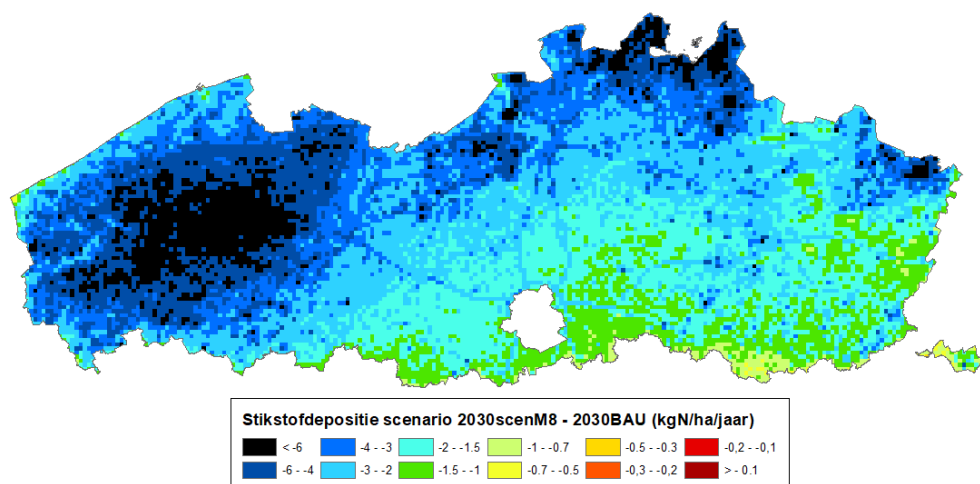 Stikstofdepositie scenario 2030scenM8 - 2030BAU (kgN/ha/jaar)
< -6 -4 - -3 -2 - -1.5 -1 - -0.7 -0.5 - -0.3 -0,2 - -0,1
-6 - -4 -3 - -2 -1.5 - -1 -0.7 - -0.5 -0,3 - -0,2 > - 0.1